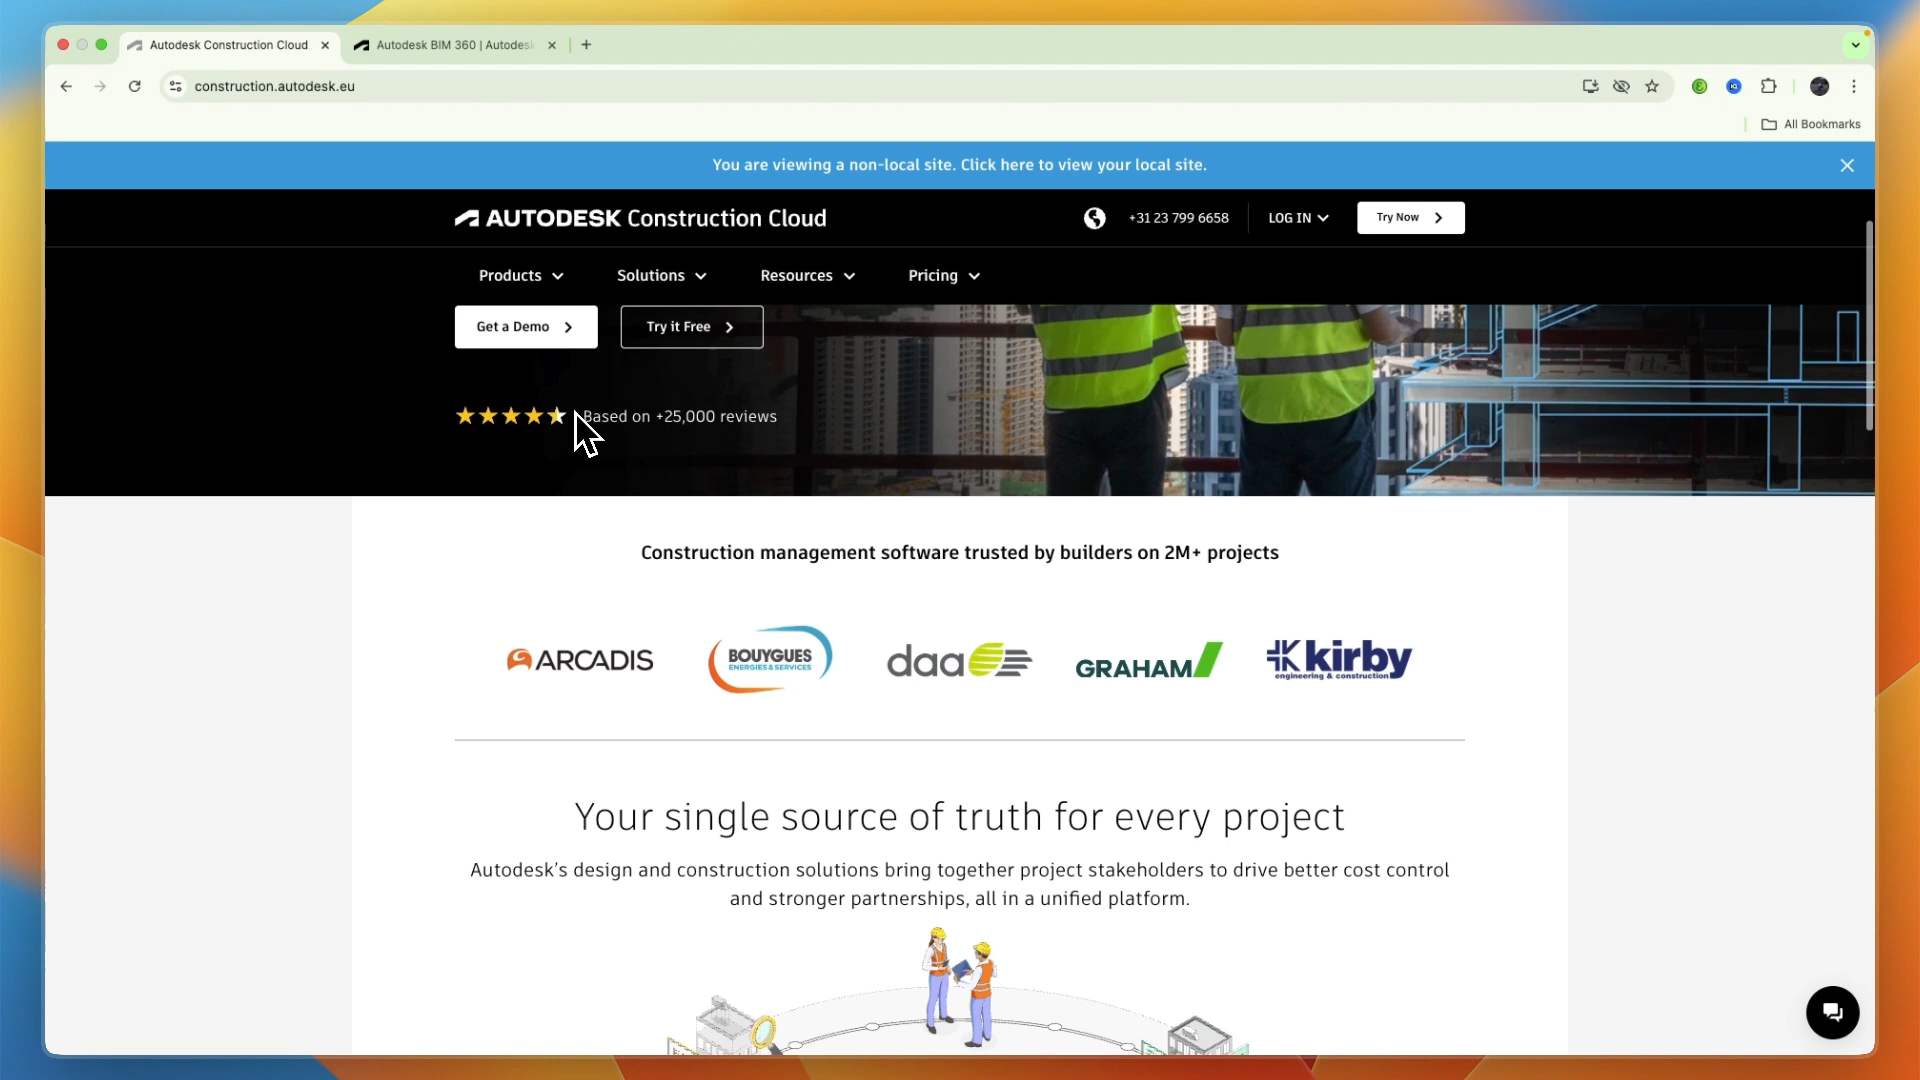 Autodesk Construction Cloud
Autodesk BIM 360 | Autodes
construction.autodesk.eu
All Bookmarks
You are viewing a non-local site. Click here to view your local site.
AUTODESK Construction Cloud
+31 23 799 6658
LOG IN
Try Now
Products
Solutions
Resources
Pricing
Get a Demo
Try it Free
Based on +25,000 reviews
Construction management software trusted by builders on 2M+ projects
ARCADIS
BOUYGUES
ENERGIES & SERVICES
daa
GRAHAM
kirby
engineering & construction
Your single source of truth for every project
Autodesk's design and construction solutions bring together project stakeholders to drive better cost control
and stronger partnerships, all in a unified platform.